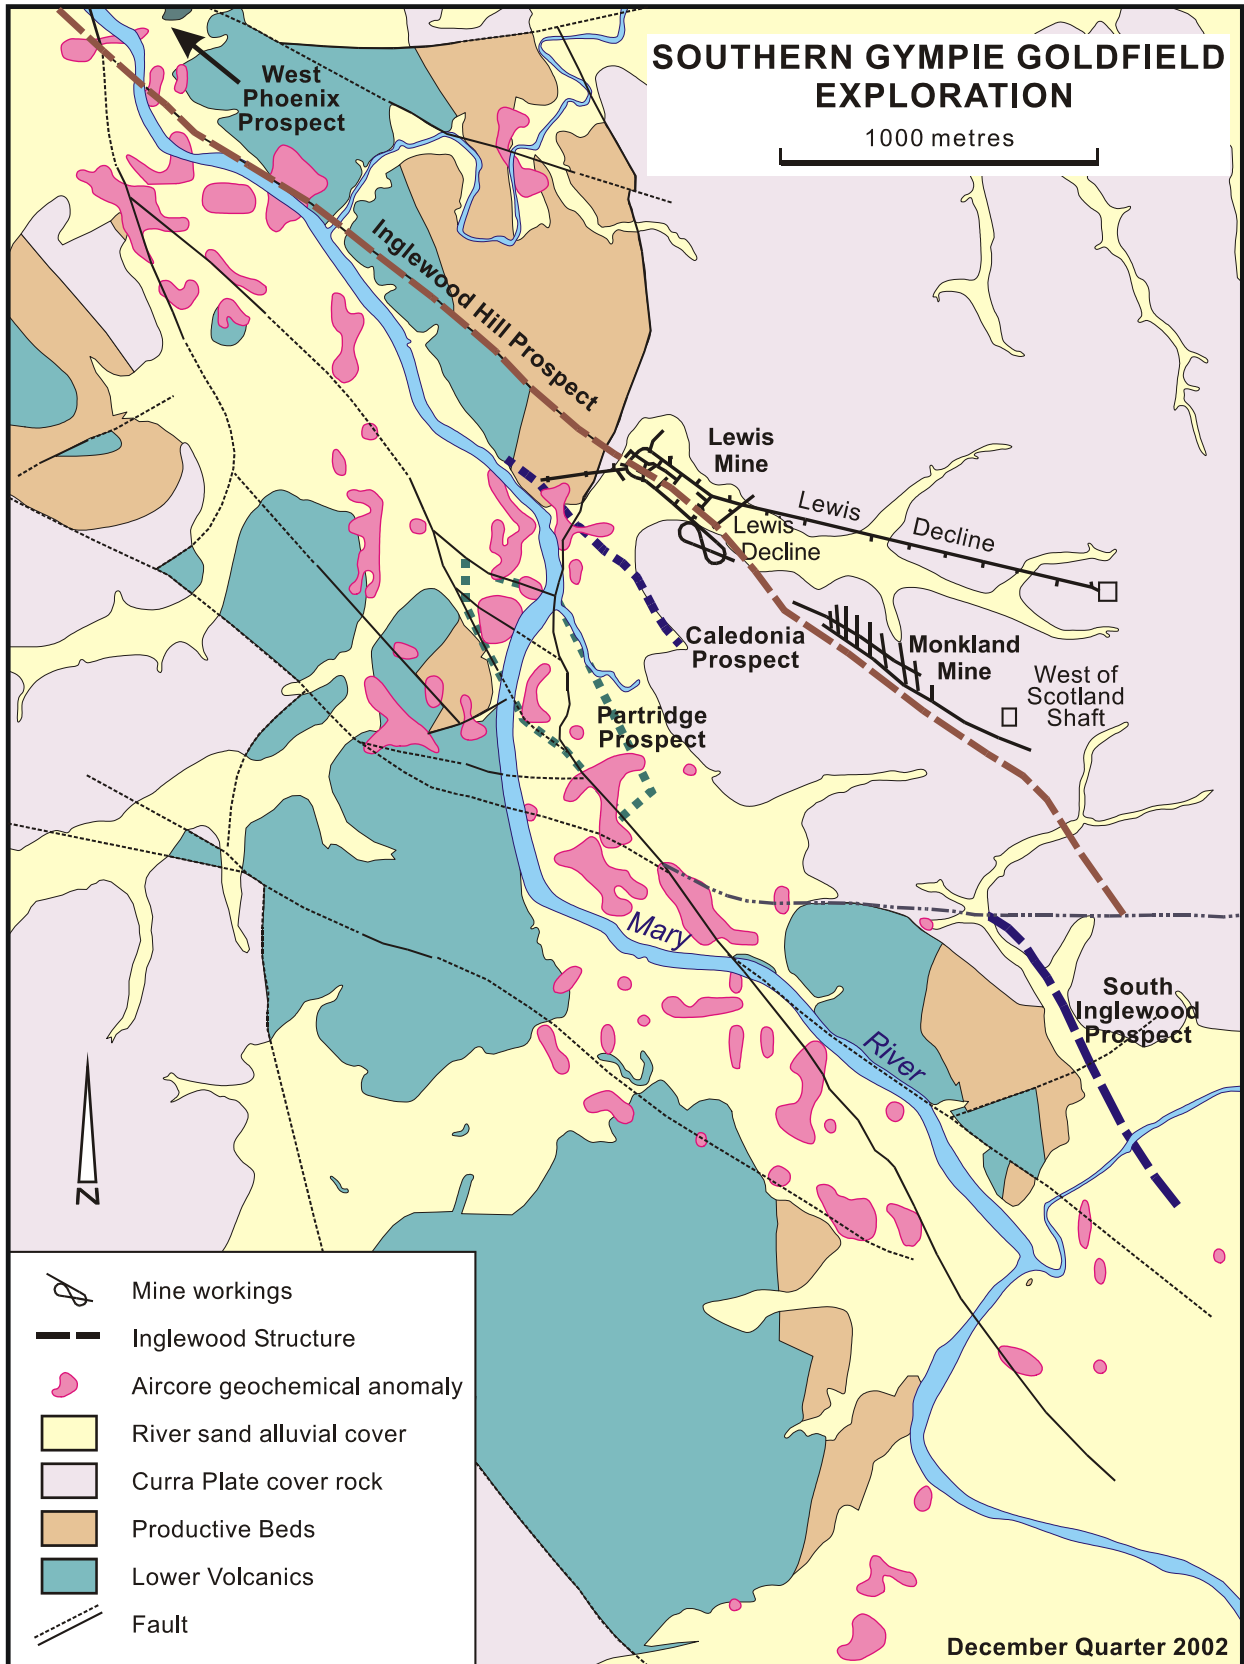 SOUTHERN GYMPIE GOLDFIELD
EXPLORATION
1000 metres
West
Phoenix
Prospect
Inglewood Hill Prospect
Lewis
Mine
Lewis Decline
Lewis
Decline
Caledonia
Prospect
Monkland
Mine
West of
Scotland
Shaft
Partridge
Prospect
Mary
River
South
Inglewood
Prospect
N
Mine workings
Inglewood Structure
Aircore geochemical anomaly
River sand alluvial cover
Curra Plate cover rock
Productive Beds
Lower Volcanics
Fault
December Quarter 2002